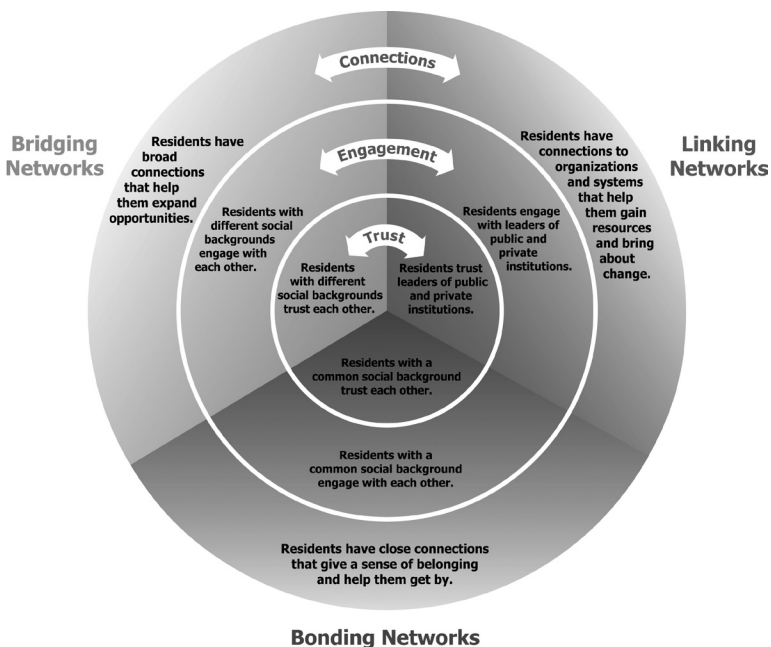 Connections
Engagement
Trust
Bridging
Networks
Residents have
broad
connections
that help
them expand
opportunities.
Residents with
different social
backgrounds
engage with
each other.
Residents
with different
social backgrounds
trust each other.
Linking
Networks
Residents have
connections to
organizations
and systems
that help
them gain
resources
and bring
about
change.
Residents engage
with leaders of
public and
private
institutions.
Residents trust
leaders of public
and private
institutions.
Residents with a
common social background
trust each other.
Residents with a
common social background
engage with each other.
Residents have close connections
that give a sense of belonging
and help them get by.
Bonding Networks